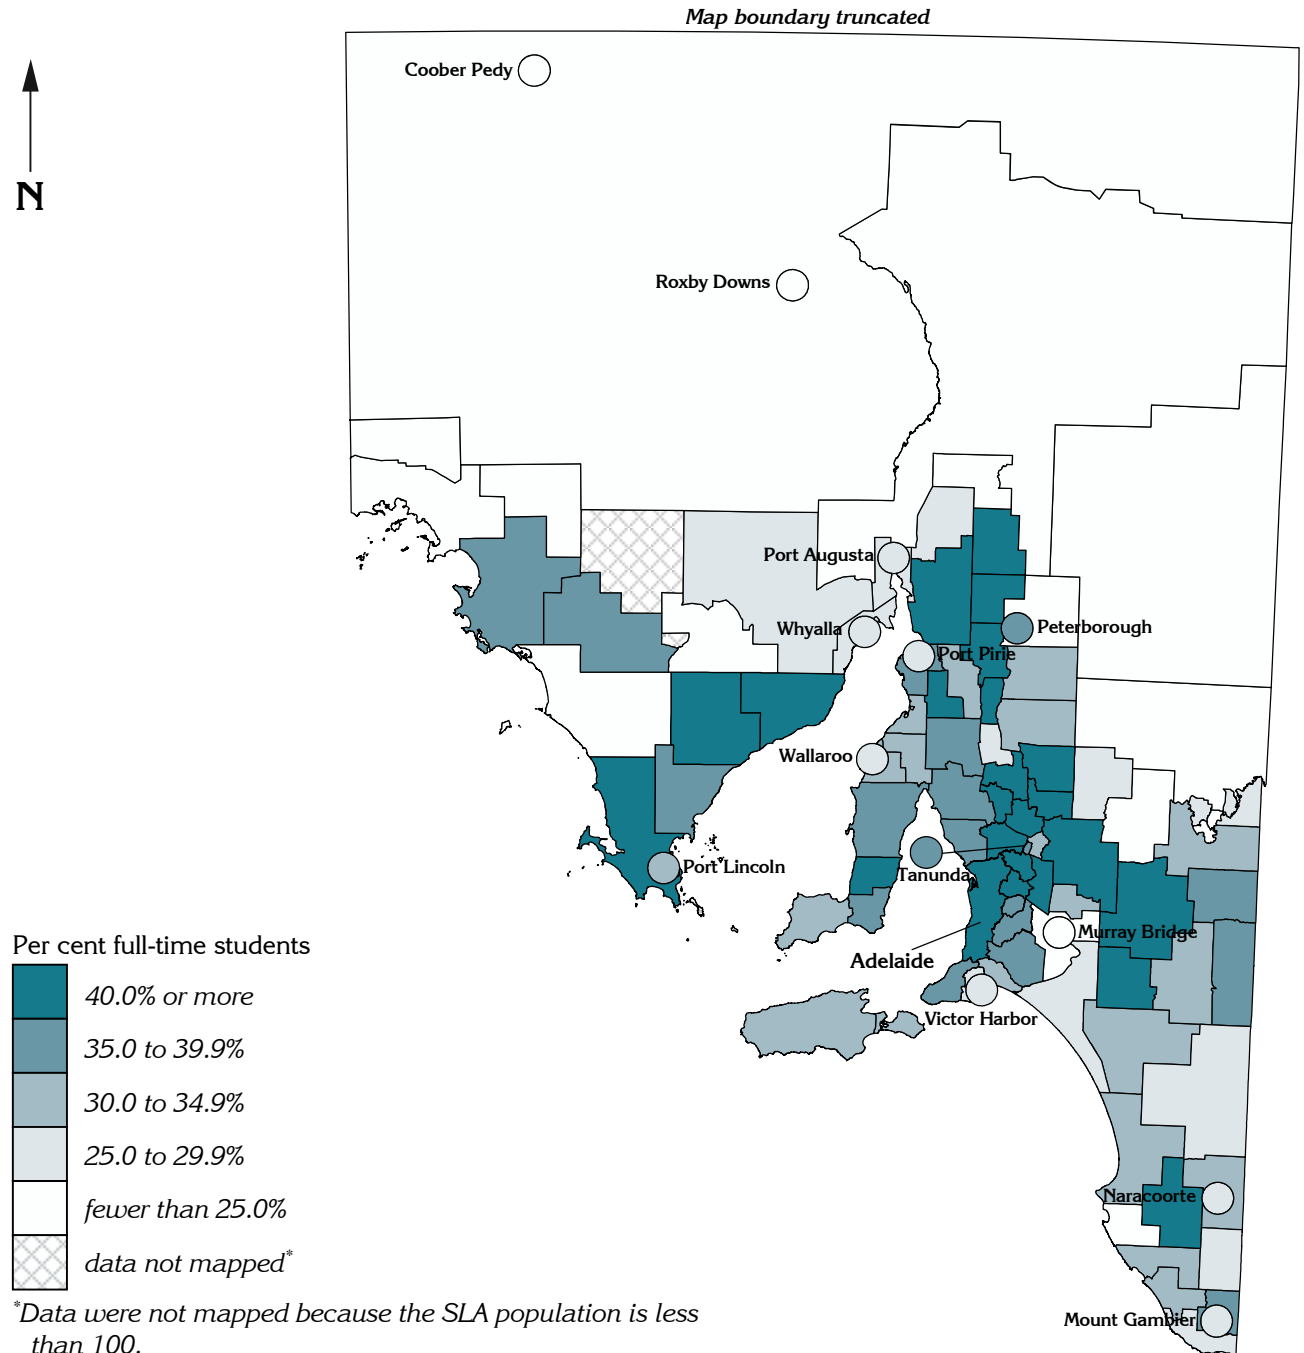 Map boundary truncated
Coober Pedy
N
Roxby Downs
Port Augusta
Whyalla
Peterborough
Port Pirie
Wallaroo
Port Lincoln
Tanunda
Murray Bridge
Adelaide
Victor Harbor
Naracoorte
Mount Gambier
Per cent full-time students
40.0% or more
35.0 to 39.9%
30.0 to 34.9%
25.0 to 29.9%
fewer than 25.0%
data not mapped*
*Data were not mapped because the SLA population is less
than 100.